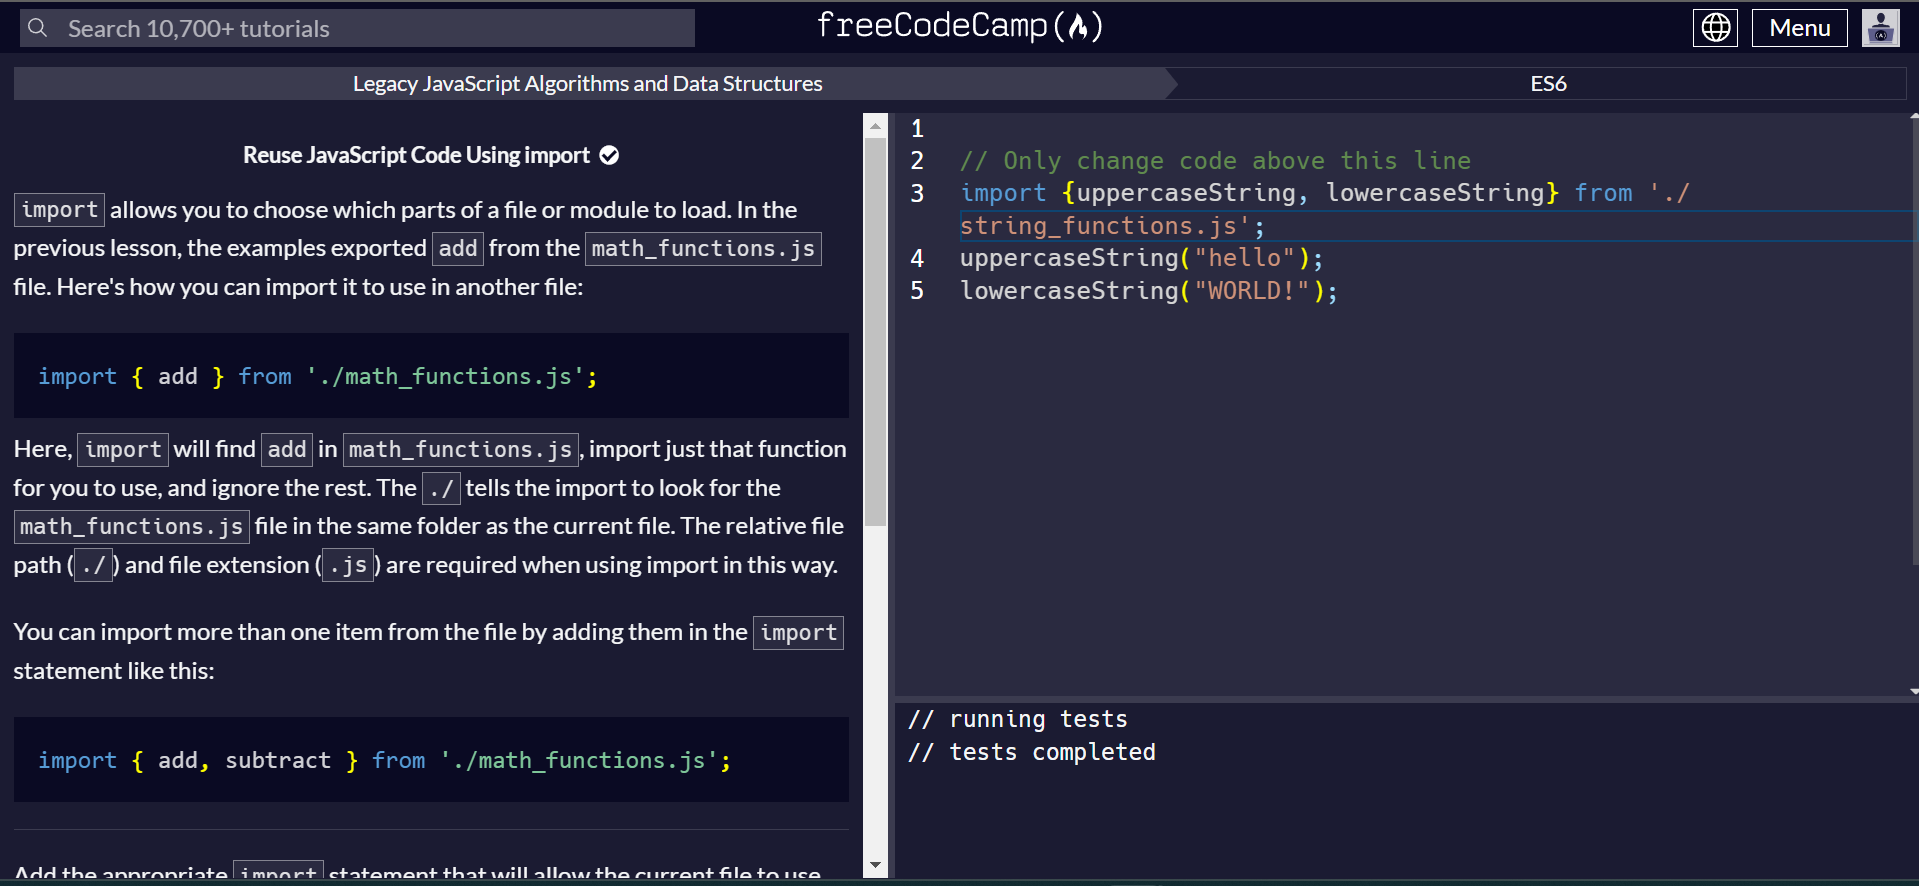 Search 10,700+ tutorials
freeCodeCamp(🔥)
Menu
Legacy JavaScript Algorithms and Data Structures
ES6
Reuse JavaScript Code Using import
import allows you to choose which parts of a file or module to load. In the
previous lesson, the examples exported add from the math_functions.js
file. Here's how you can import it to use in another file:
import { add } from './math_functions.js';
Here, import will find add in math_functions.js, import just that function
for you to use, and ignore the rest. The ./ tells the import to look for the
math_functions.js file in the same folder as the current file. The relative file
path (./) and file extension (.js) are required when using import in this way.
You can import more than one item from the file by adding them in the import
statement like this:
import { add, subtract } from './math_functions.js';
Add the appropriate import statement that will allow the current file to use
1
2 // Only change code above this line
3 import {uppercaseString, lowercaseString} from './
string_functions.js';
4 uppercaseString("hello");
5 lowercaseString("WORLD!");
// running tests
// tests completed